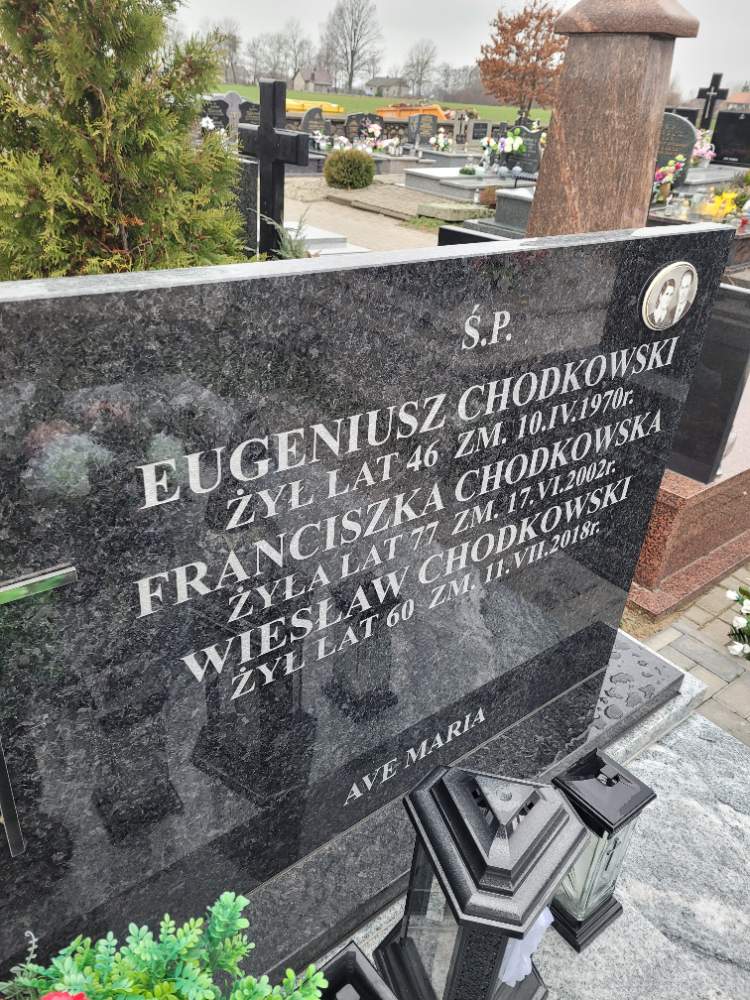 Ś.P.
EUGENIUSZ CHODKOWSKI
ŻYŁ LAT 46 ZM. 10.IV.1970r.
FRANCISZKA CHODKOWSKA
ŻYŁA LAT 77 ZM. 17.VI.2002r.
WIESŁAW CHODKOWSKI
ŻYŁ LAT 60 ZM. 11.VII.2018r.
AVE MARIA